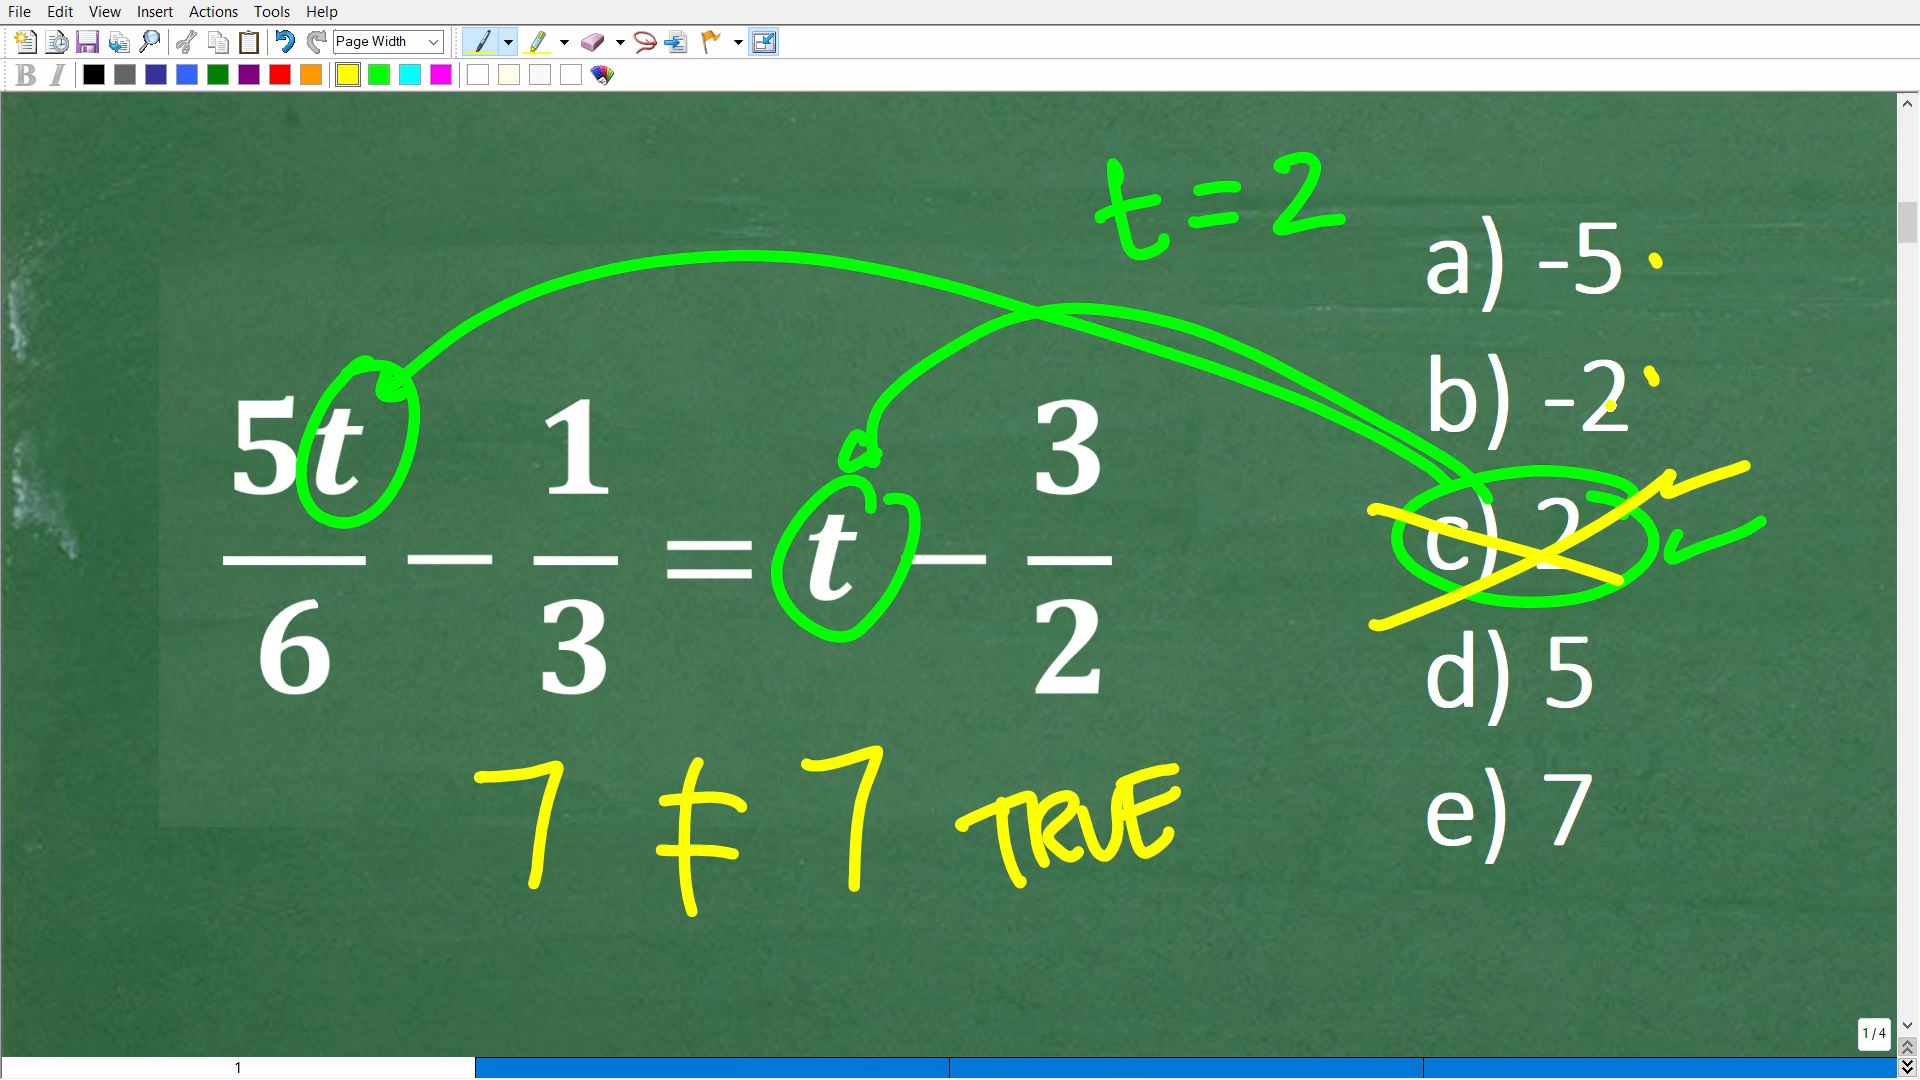 File Edit View Insert Actions Tools Help
Page Width
B I
t = 2
a) -5
b) -2
c) 2
d) 5
e) 7
5t/6 − 1/3 = t − 3/2
7 ≠ 7 TRUE
1 / 4
1